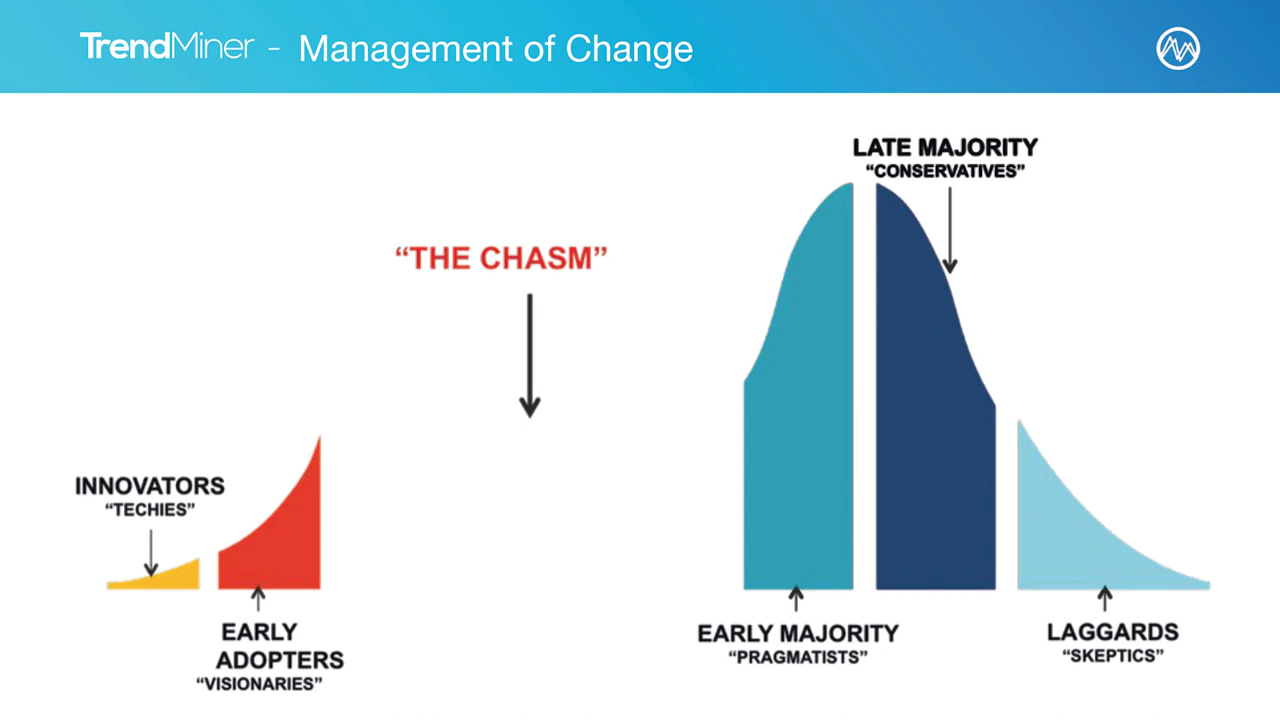 TrendMiner - Management of Change
LATE MAJORITY
“CONSERVATIVES”
“THE CHASM”
INNOVATORS
“TECHIES”
EARLY
ADOPTERS
“VISIONARIES”
EARLY MAJORITY
“PRAGMATISTS”
LAGGARDS
“SKEPTICS”